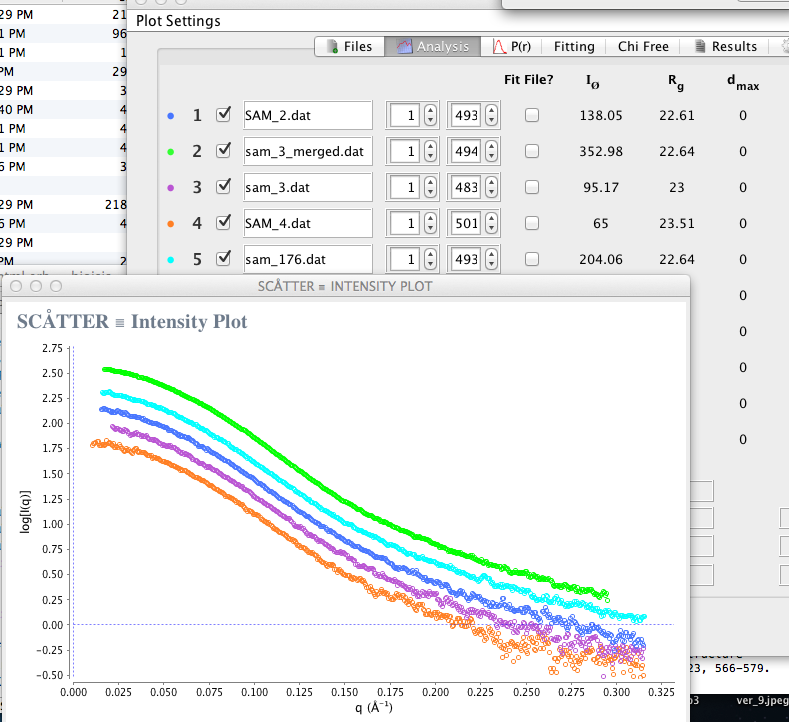 29 PM 21
Plot Settings
1 PM 96
Files Analysis P(r) Fitting Chi Free Results
1 PM 1
PM 29
Fit File? I∅ Rg dmax
29 PM 3
40 PM 4
1 1 SAM_2.dat 1 493 138.05 22.61 0
1 PM 4
1 PM 4
2 sam_3_merged.dat 1 494 352.98 22.64 0
6 PM 3
3 sam_3.dat 1 483 95.17 23 0
29 PM 218
6 PM 4
4 SAM_4.dat 1 501 65 23.51 0
29 PM
PM 2
5 sam_176.dat 1 493 204.06 22.64 0
SCÅTTER ≡ INTENSITY PLOT
0
SCÅTTER ≡ Intensity Plot
0
2.75
0
2.50
2.25
0
2.00
0
1.75
1.50
1.25
log[I(q)]
1.00
0.75
0.50
0.25
0.00
-0.25
-0.50
23, 566-579.
0.000 0.025 0.050 0.075 0.100 0.125 0.150 0.175 0.200 0.225 0.250 0.275 0.300 0.325
q (Å⁻¹)
ver_9.jpeg